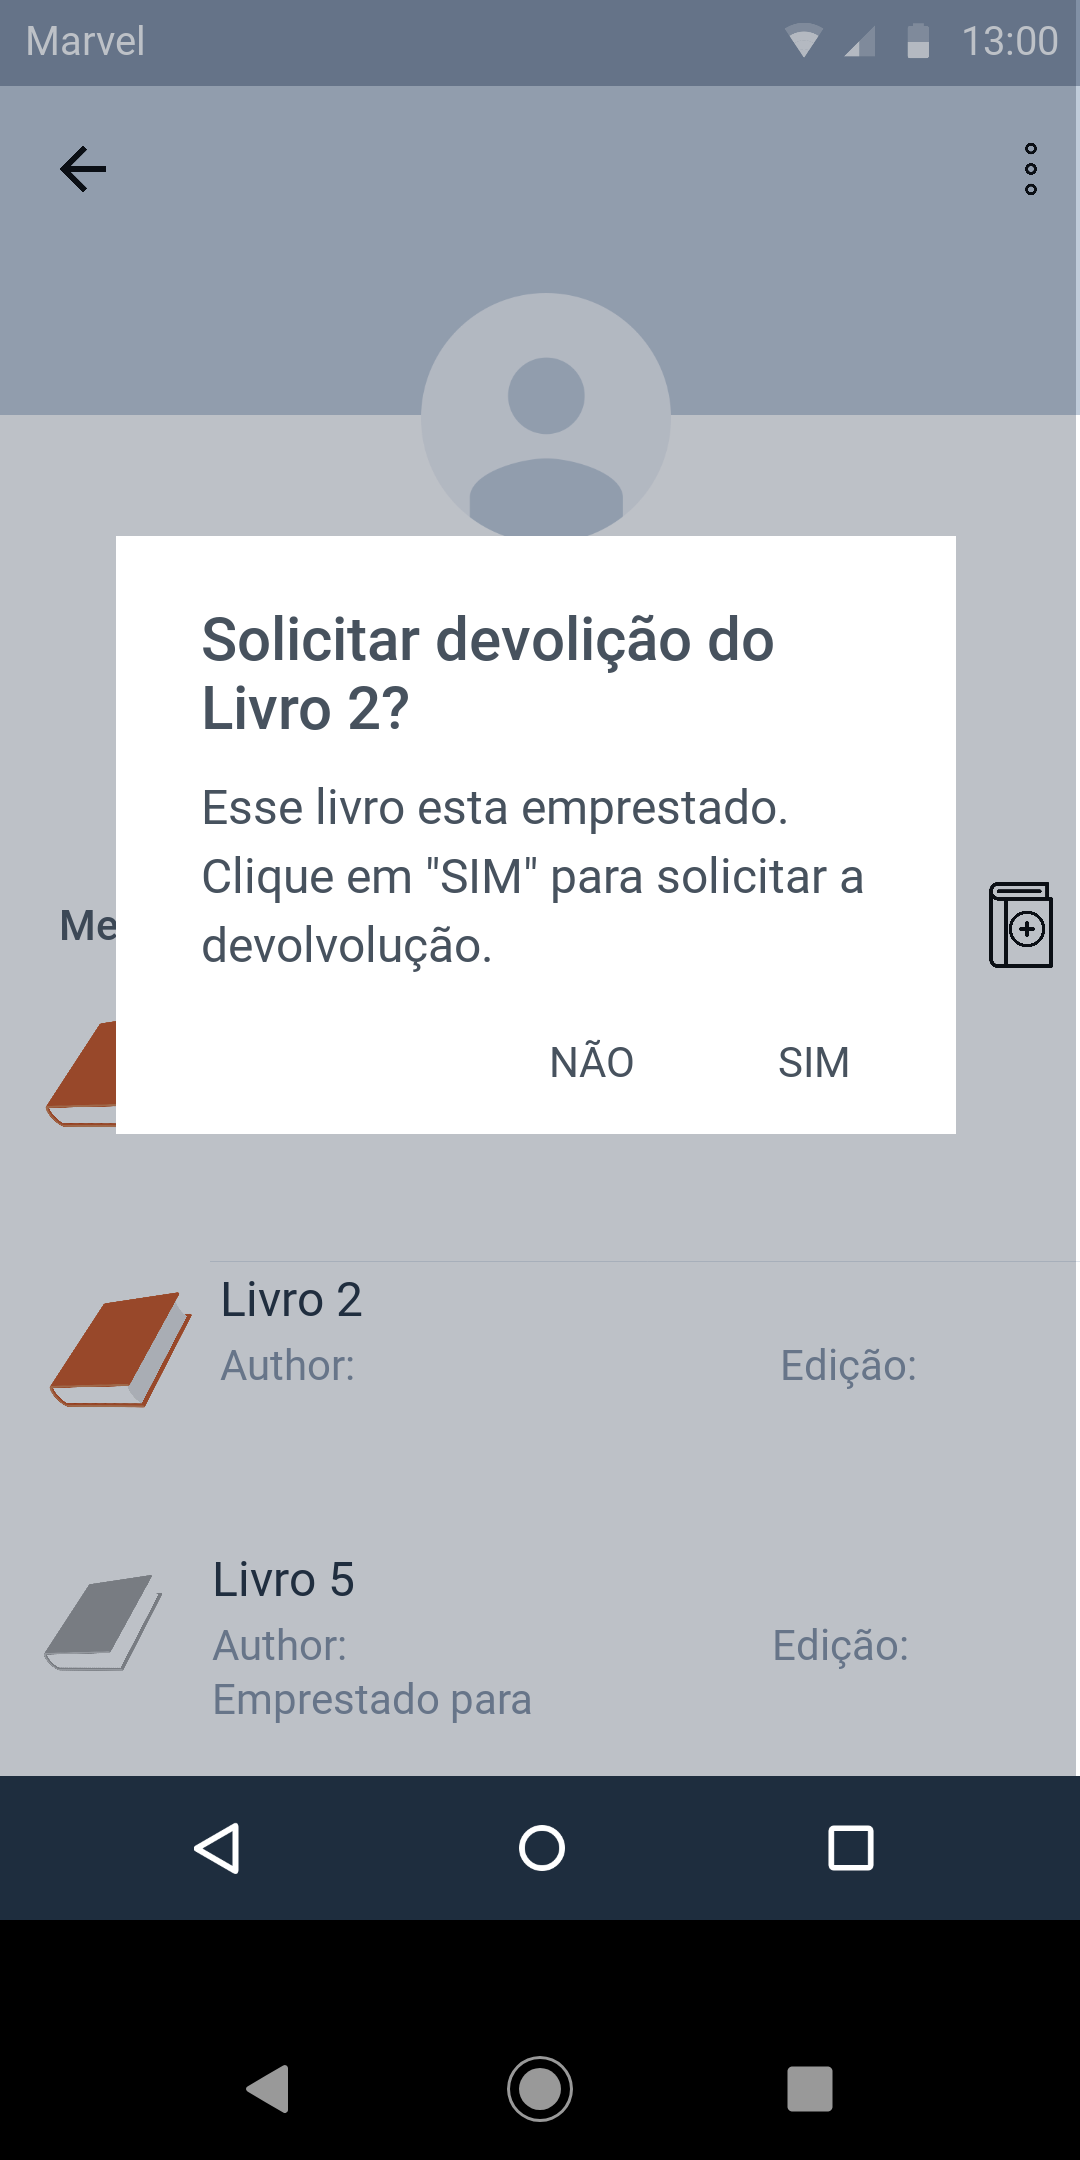 Marvel 13:00
Solicitar devolição do
Livro 2?
Esse livro esta emprestado.
Clique em "SIM" para solicitar a
devolvolução.
Me
NÃO SIM
Livro 2
Author: Edição:
Livro 5
Author: Edição:
Emprestado para